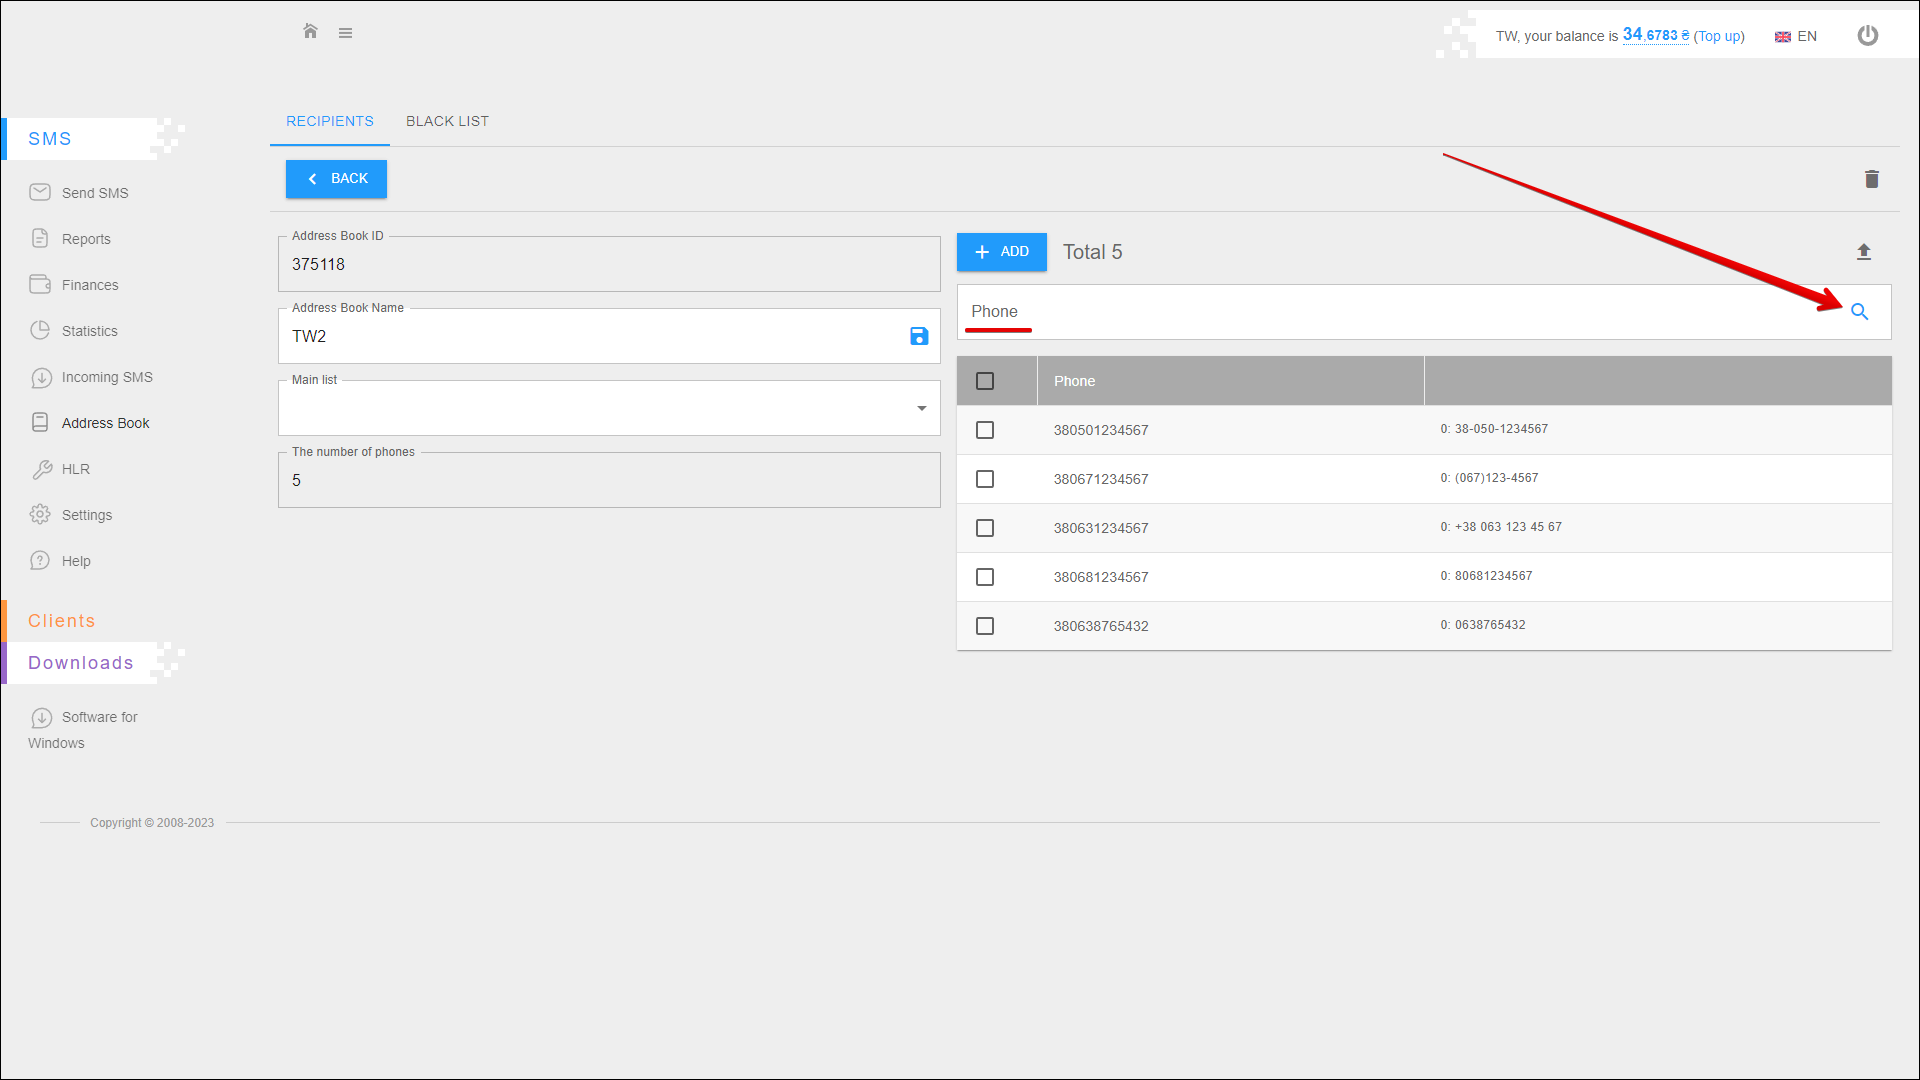 TW, your balance is 34,6783 ₴ (Top up)
EN
SMS
Send SMS
Reports
Finances
Statistics
Incoming SMS
Address Book
HLR
Settings
Help
Clients
Downloads
Software for
Windows
RECIPIENTS
BLACK LIST
BACK
Address Book ID
375118
Address Book Name
TW2
Main list
The number of phones
5
ADD
Total 5
Phone
Phone
380501234567
0: 38-050-1234567
380671234567
0: (067)123-4567
380631234567
0: +38 063 123 45 67
380681234567
0: 80681234567
380638765432
0: 0638765432
Copyright © 2008-2023